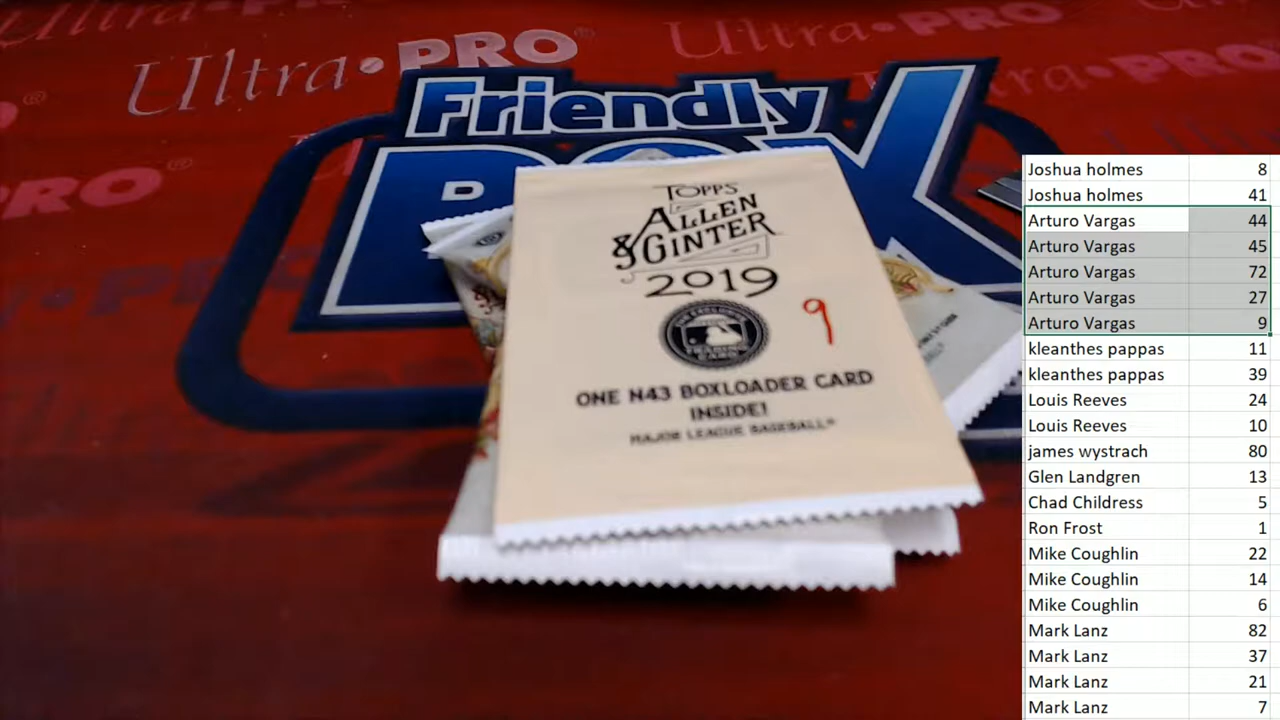 Ultra•PRO®
Ultra•PRO
PRO®
Friendly
BOX
TOPPS
ALLEN
& GINTER
2019
9
ONE N43 BOXLOADER CARD
INSIDE!
MAJOR LEAGUE BASEBALL™
Joshua holmes 8
Joshua holmes 41
Arturo Vargas 44
Arturo Vargas 45
Arturo Vargas 72
Arturo Vargas 27
Arturo Vargas 9
kleanthes pappas 11
kleanthes pappas 39
Louis Reeves 24
Louis Reeves 10
james wystrach 80
Glen Landgren 13
Chad Childress 5
Ron Frost 1
Mike Coughlin 22
Mike Coughlin 14
Mike Coughlin 6
Mark Lanz 82
Mark Lanz 37
Mark Lanz 21
Mark Lanz 7